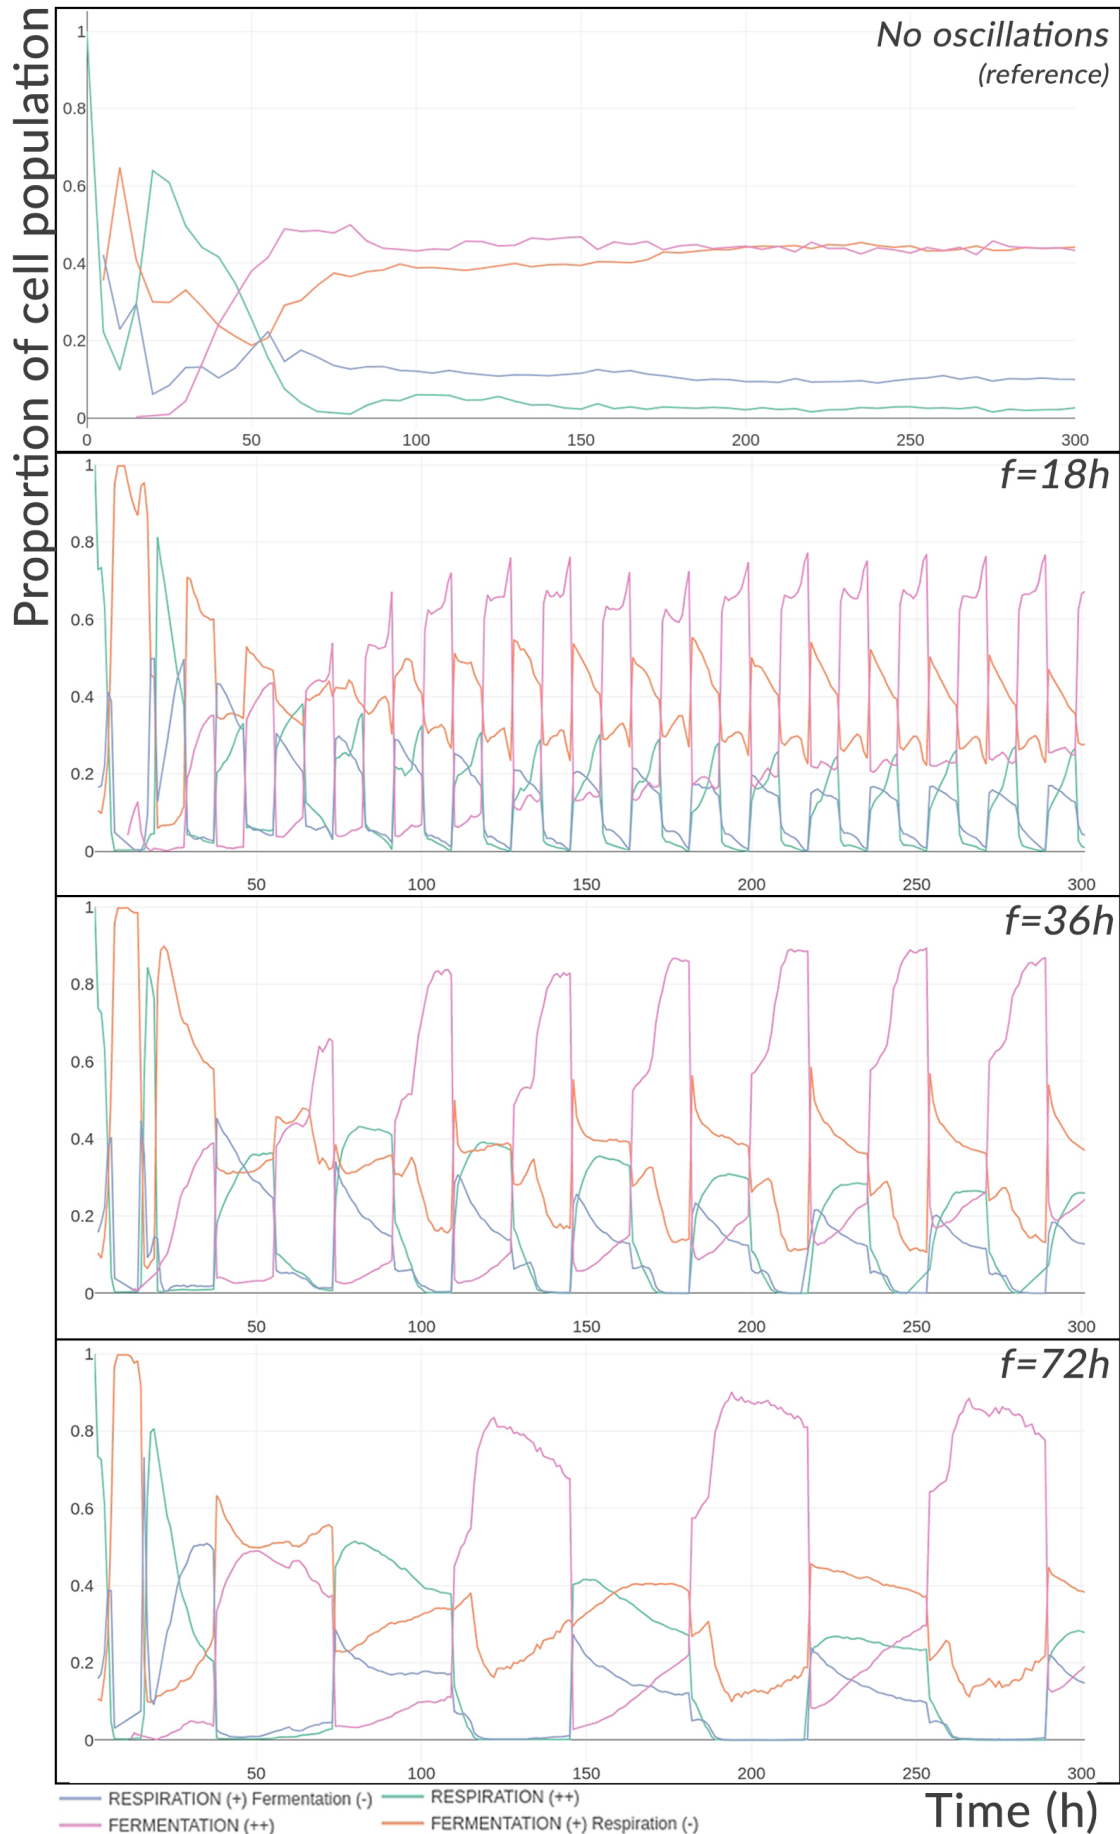 Proportion of cell population
No oscillations
(reference)
1
0.8
0.6
0.4
0.2
0
0 50 100 150 200 250 300
f=18h
1
0.8
0.6
0.4
0.2
0
50 100 150 200 250 300
f=36h
1
0.8
0.6
0.4
0.2
0
50 100 150 200 250 300
f=72h
1
0.8
0.6
0.4
0.2
0
50 100 150 200 250 300
RESPIRATION (+) Fermentation (-) RESPIRATION (++)
FERMENTATION (++) FERMENTATION (+) Respiration (-)
Time (h)